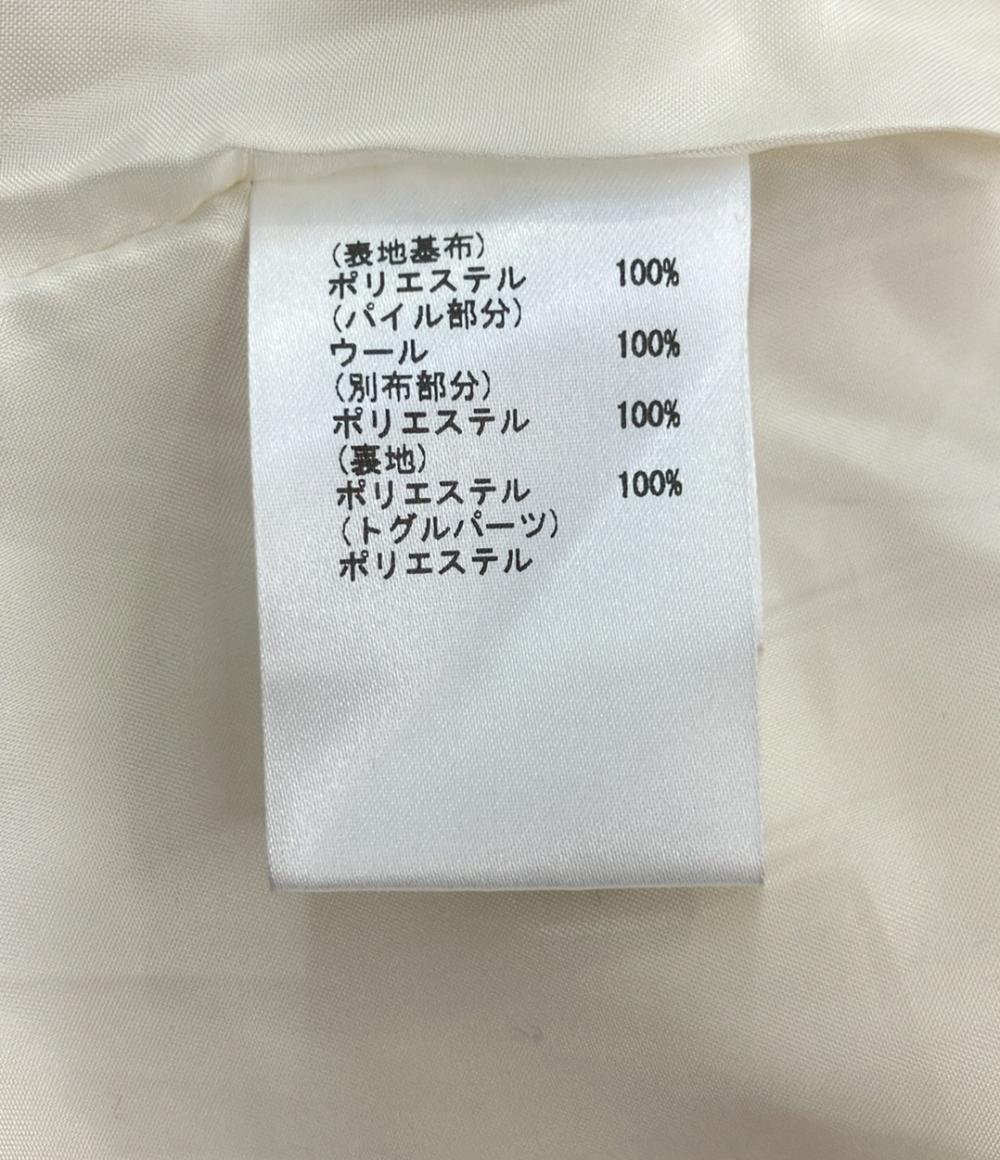 (表地基布)
ポリエステル 100%
(パイル部分)
ウール 100%
(別布部分)
ポリエステル 100%
(裏地)
ポリエステル 100%
(トグルパーツ)
ポリエステル